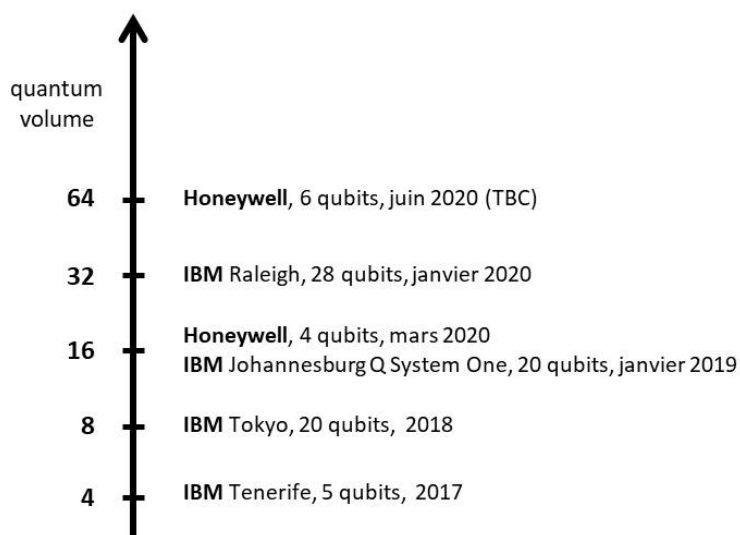 quantum
volume
64 Honeywell, 6 qubits, juin 2020 (TBC)
32 IBM Raleigh, 28 qubits, janvier 2020
Honeywell, 4 qubits, mars 2020
16
IBM Johannesburg Q System One, 20 qubits, janvier 2019
8 IBM Tokyo, 20 qubits, 2018
4 IBM Tenerife, 5 qubits, 2017